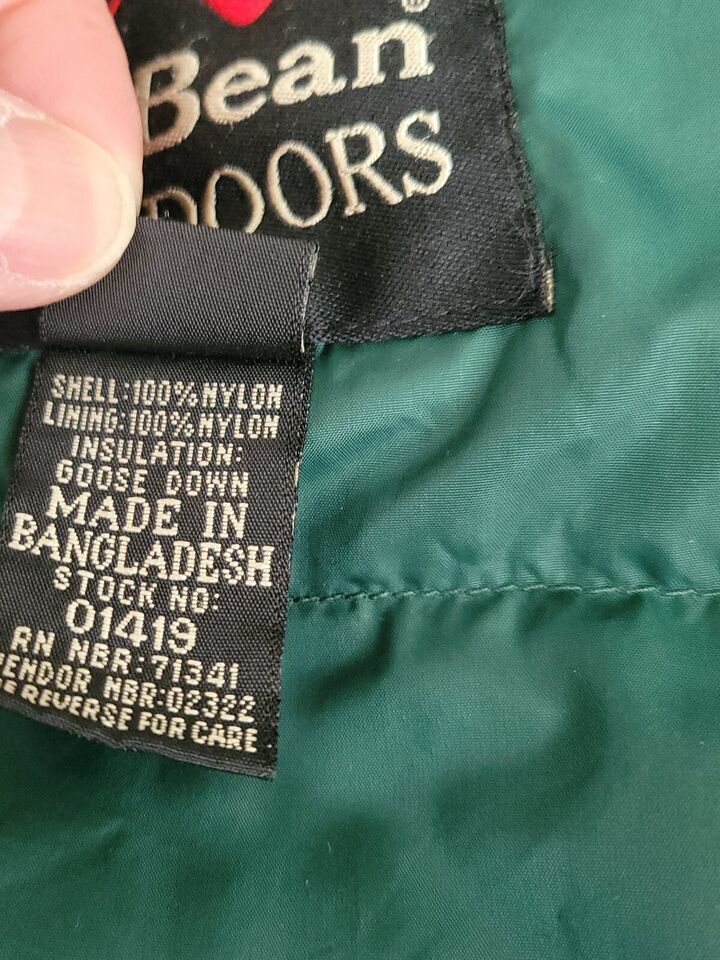 Bean®
DOORS
SHELL:100%NYLON
LINING:100%NYLON
INSULATION:
GOOSE DOWN
MADE IN
BANGLADESH
STOCK NO:
01419
RN NBR:71341
ENDOR NBR:02322
REVERSE FOR CARE